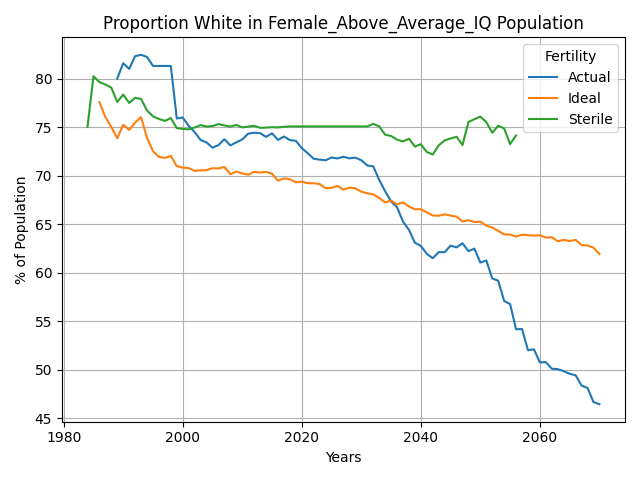 Proportion White in Female_Above_Average_IQ Population
Fertility
Actual
Ideal
Sterile
% of Population
80
75
70
65
60
55
50
45
1980
2000
2020
2040
2060
Years